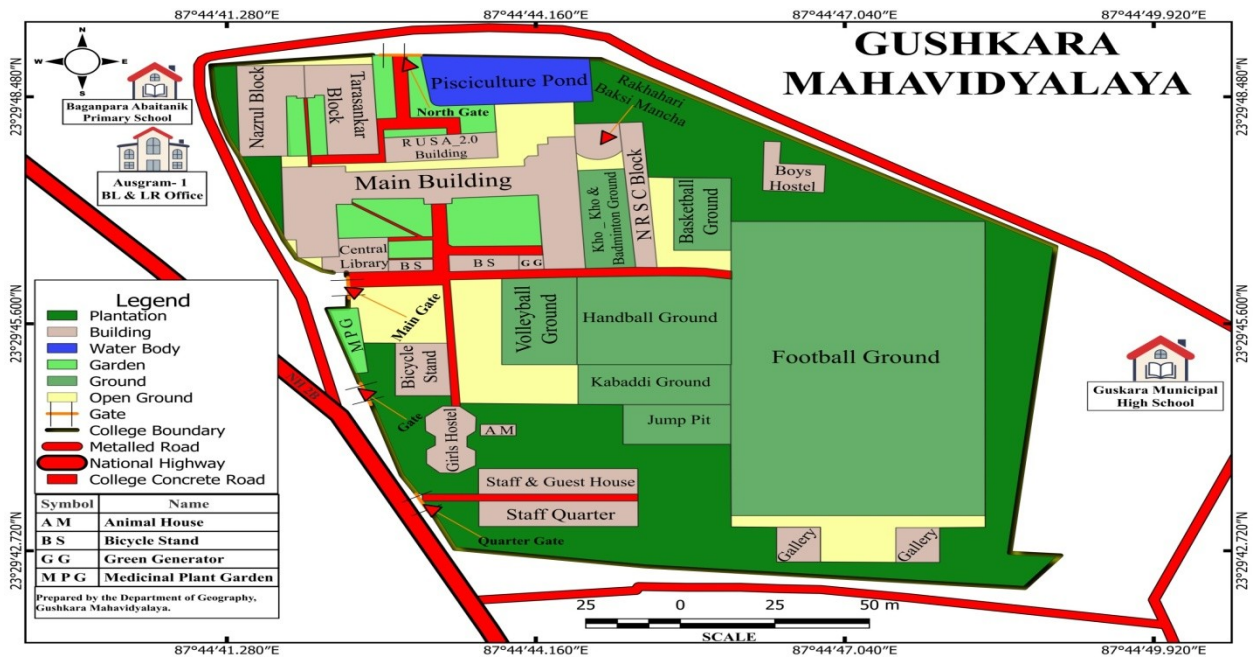 87°44′41.280″E
87°44′44.160″E
87°44′47.040″E
87°44′49.920″E
GUSHKARA
MAHAVIDYALAYA
N
W
E
S
23°29′48.480″N
23°29′48.480″N
Baganpara Abaitanik
Primary School
Ausgram- 1
BL & LR Office
Nazrul Block
Tarasankar
Block
North Gate
Pisciculture Pond
Rakhahari
Baksi Mancha
R U S A_2.0
Building
Main Building
Boys
Hostel
Kho _ Kho &
Badminton Ground
N R S C Block
Basketball
Ground
Central
Library
B S
B S
G G
Main Gate
Volleyball
Ground
Handball Ground
Football Ground
23°29′45.600″N
23°29′45.600″N
M P G
Bicycle
Stand
Kabaddi Ground
Jump Pit
Gate
Girls Hostel
A M
Guskara Municipal
High School
Staff & Guest House
Staff Quarter
Quarter Gate
Gallery
Gallery
23°29′42.720″N
23°29′42.720″N
Legend
Plantation
Building
Water Body
Garden
Ground
Open Ground
Gate
College Boundary
Metalled Road
National Highway
College Concrete Road
Symbol Name
A M Animal House
B S Bicycle Stand
G G Green Generator
M P G Medicinal Plant Garden
Prepared by the Department of Geography,
Gushkara Mahavidyalaya.
25 0 25 50 m
SCALE
87°44′41.280″E
87°44′44.160″E
87°44′47.040″E
87°44′49.920″E